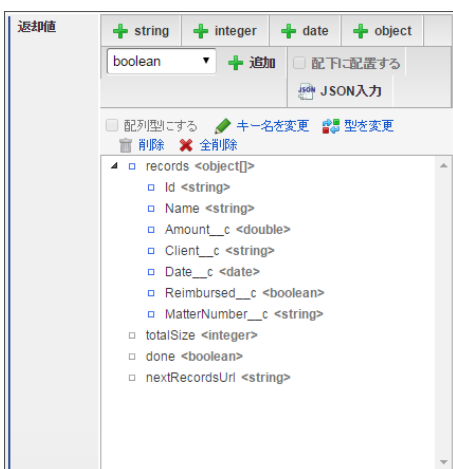 返却値
string integer date object
boolean 追加 配下に配置する
JSON JSON入力
配列型にする キー名を変更 型を変更
削除 全削除
records <object[]>
Id <string>
Name <string>
Amount__c <double>
Client__c <string>
Date__c <date>
Reimbursed__c <boolean>
MatterNumber__c <string>
totalSize <integer>
done <boolean>
nextRecordsUrl <string>